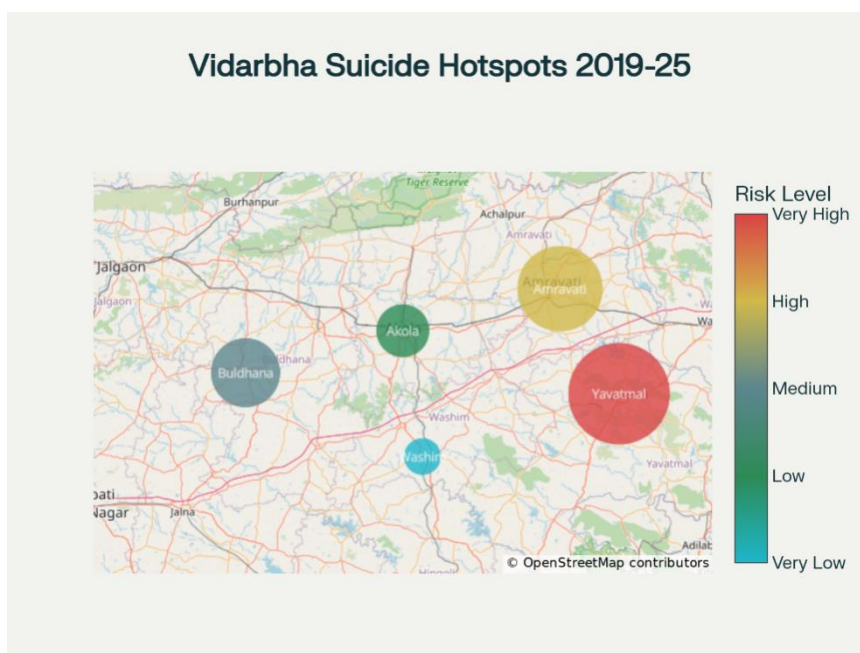 Vidarbha Suicide Hotspots 2019-25
Tiger Reserve
Burhanpur
Achalpur
Amravati
Jalgaon
Jalgaon
Amravati
Amravati
Akola
Buldhana
Buldhana
Yavatmal
Washim
Washim
Yavatmal
Nagar
Jalna
© OpenStreetMap contributors
Risk Level
Very High
High
Medium
Low
Very Low